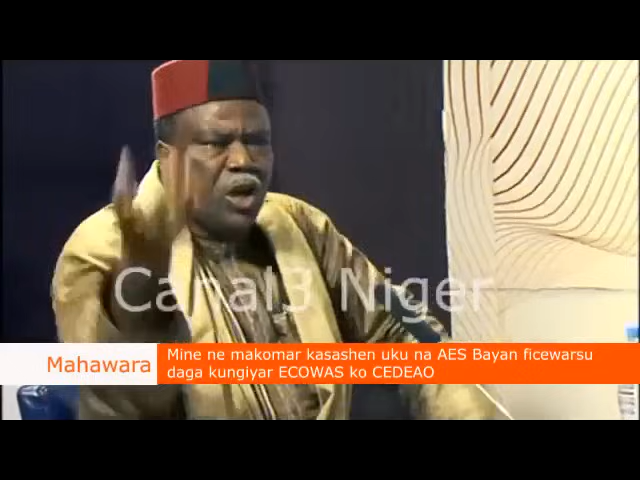 Canal3 Niger
Mahawara
Mine ne makomar kasashen uku na AES Bayan ficewarsu
daga kungiyar ECOWAS ko CEDEAO